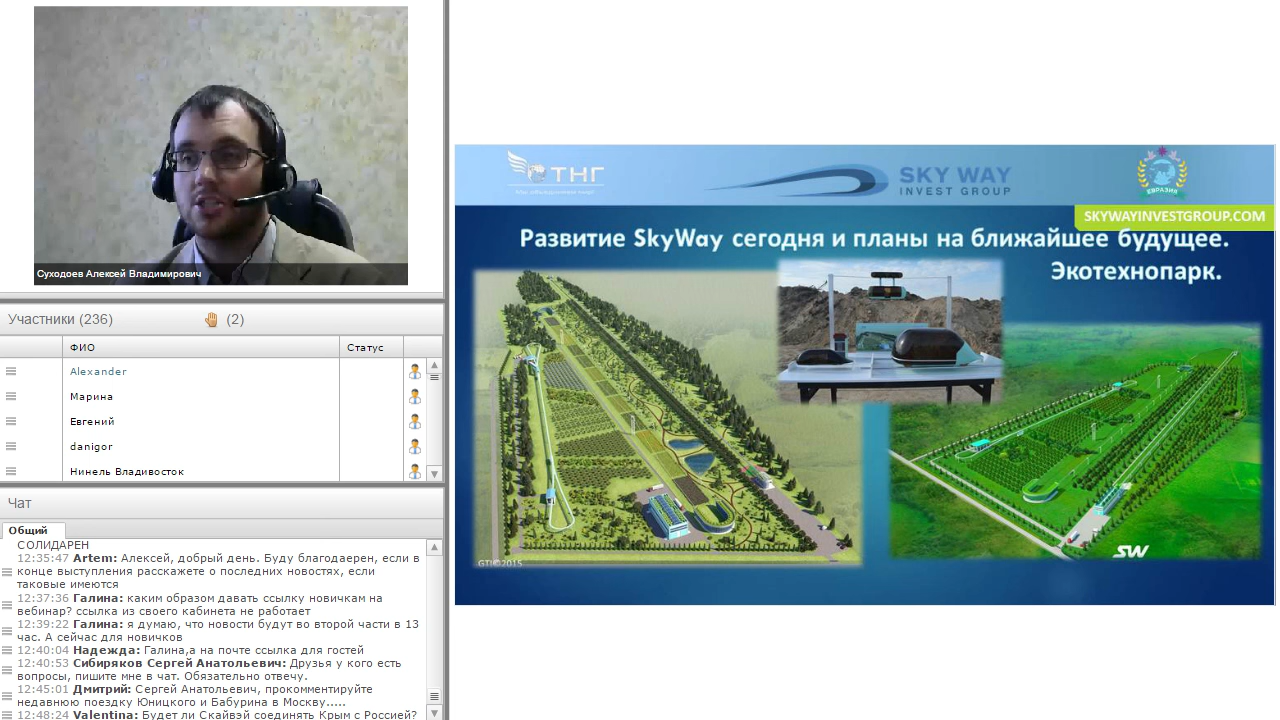 Суходоев Алексей Владимирович
Участники (236)
(2)
ФИО
Статус
Alexander
Марина
Евгений
danigor
Нинель Владивосток
Чат
Общий
СОЛИДАРЕН
12:35:47 Artem: Алексей, добрый день. Буду благодаерен, если в
конце выступления расскажете о последних новостях, если
таковые имеются
12:37:36 Галина: каким образом давать ссылку новичкам на
вебинар? ссылка из своего кабинета не работает
12:39:22 Галина: я думаю, что новости будут во второй части в 13
час. А сейчас для новичков
12:40:04 Надежда: Галина,а на почте ссылка для гостей
12:40:53 Сибиряков Сергей Анатольевич: Друзья у кого есть
вопросы, пишите мне в чат. Обязательно отвечу.
12:45:01 Дмитрий: Сергей Анатольевич, прокомментируйте
недавнюю поездку Юницкого и Бабурина в Москву.....
12:48:24 Valentina: Будет ли Скайвэй соединять Крым с Россией?
ТНГ
SKY WAY
INVEST GROUP
ЕВРАЗИЯ
SKYWAYINVESTGROUP.COM
Развитие SkyWay сегодня и планы на ближайшее будущее.
Экотехнопарк.
GTI©2015
SW